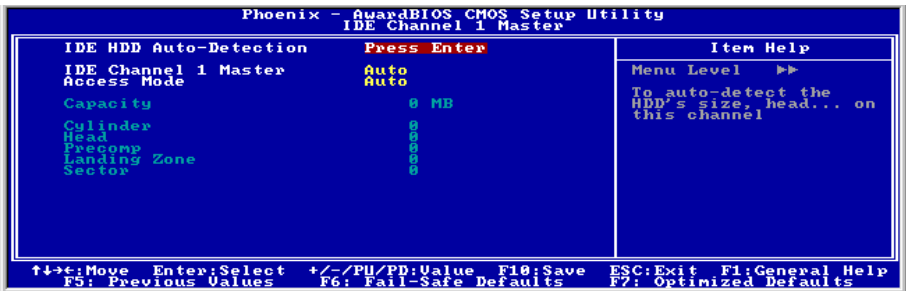 Phoenix - AwardBIOS CMOS Setup Utility
IDE Channel 1 Master
IDE HDD Auto-Detection Press Enter
IDE Channel 1 Master Auto
Access Mode Auto
Capacity 0 MB
Cylinder 0
Head 0
Precomp 0
Landing Zone 0
Sector 0
Item Help
Menu Level ▶▶
To auto-detect the
HDD's size, head... on
this channel
↑↓→←:Move Enter:Select +/-/PU/PD:Value F10:Save ESC:Exit F1:General Help
F5: Previous Values F6: Fail-Safe Defaults F7: Optimized Defaults